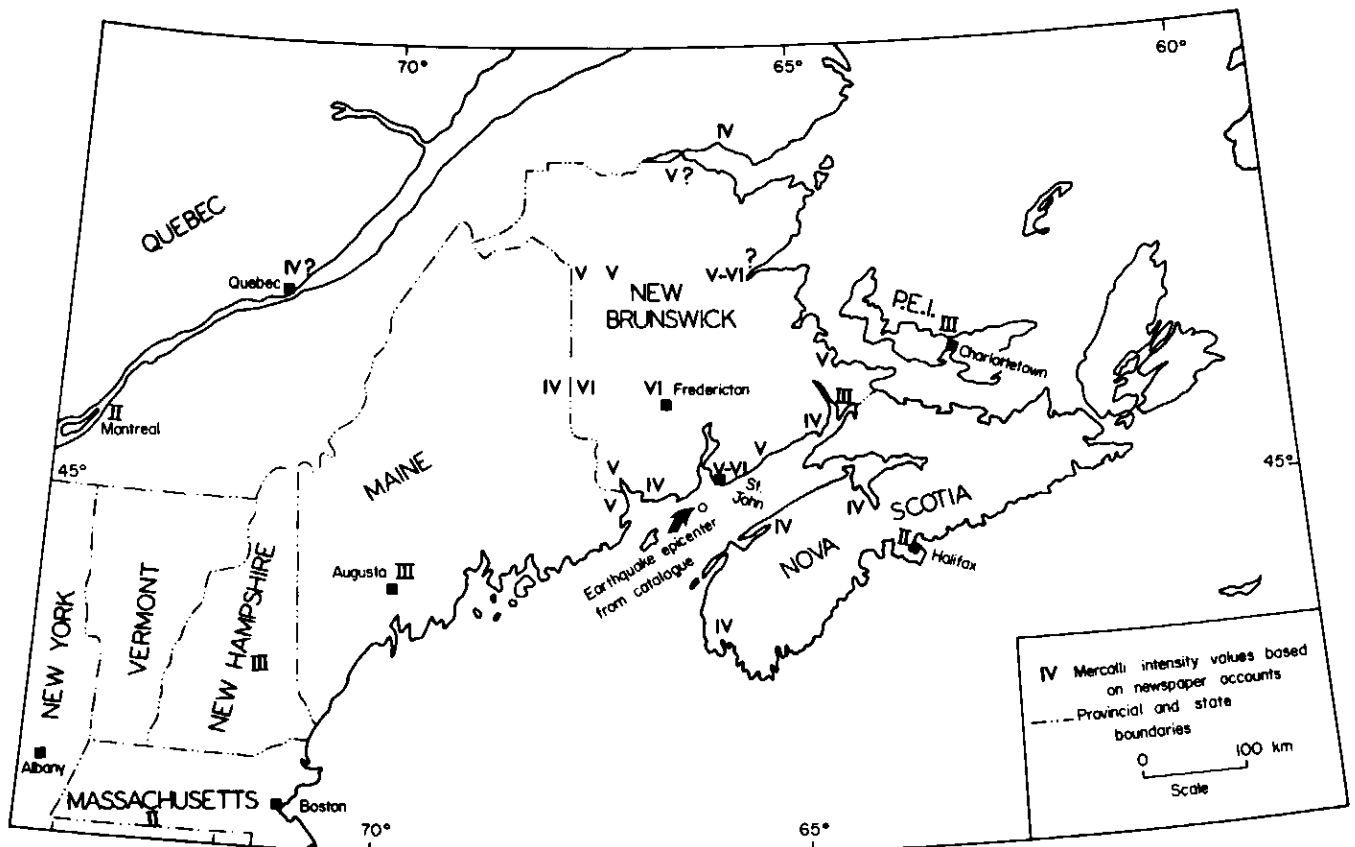 70°
65°
60°
IV
V ?
QUEBEC
IV ?
Quebec
V V
V-VI ?
NEW
BRUNSWICK
P.E.I.
III
Charlottetown
V
IV VI
VI
Fredericton
III
IV
II
Montreal
45°
MAINE
V
IV
V-VI
V
St.
John
V
45°
IV
SCOTIA
IV
NOVA
II
Halifax
Earthquake epicenter
from catalogue
Augusta III
IV
NEW YORK
VERMONT
NEW HAMPSHIRE
III
Albany
MASSACHUSETTS
II
Boston
70°
65°
IV Mercalli intensity values based
on newspaper accounts
Provincial and state
boundaries
0 100 km
Scale